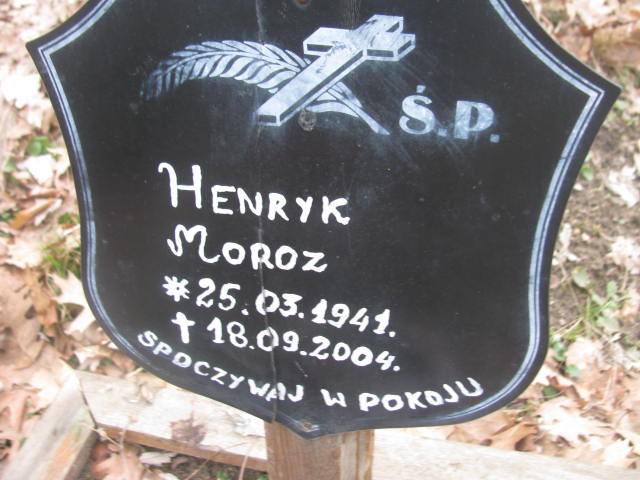 Ś.P.
HENRYK
MOROZ
*25.03.1941.
†18.09.2004.
SPOCZYWAJ W POKOJU